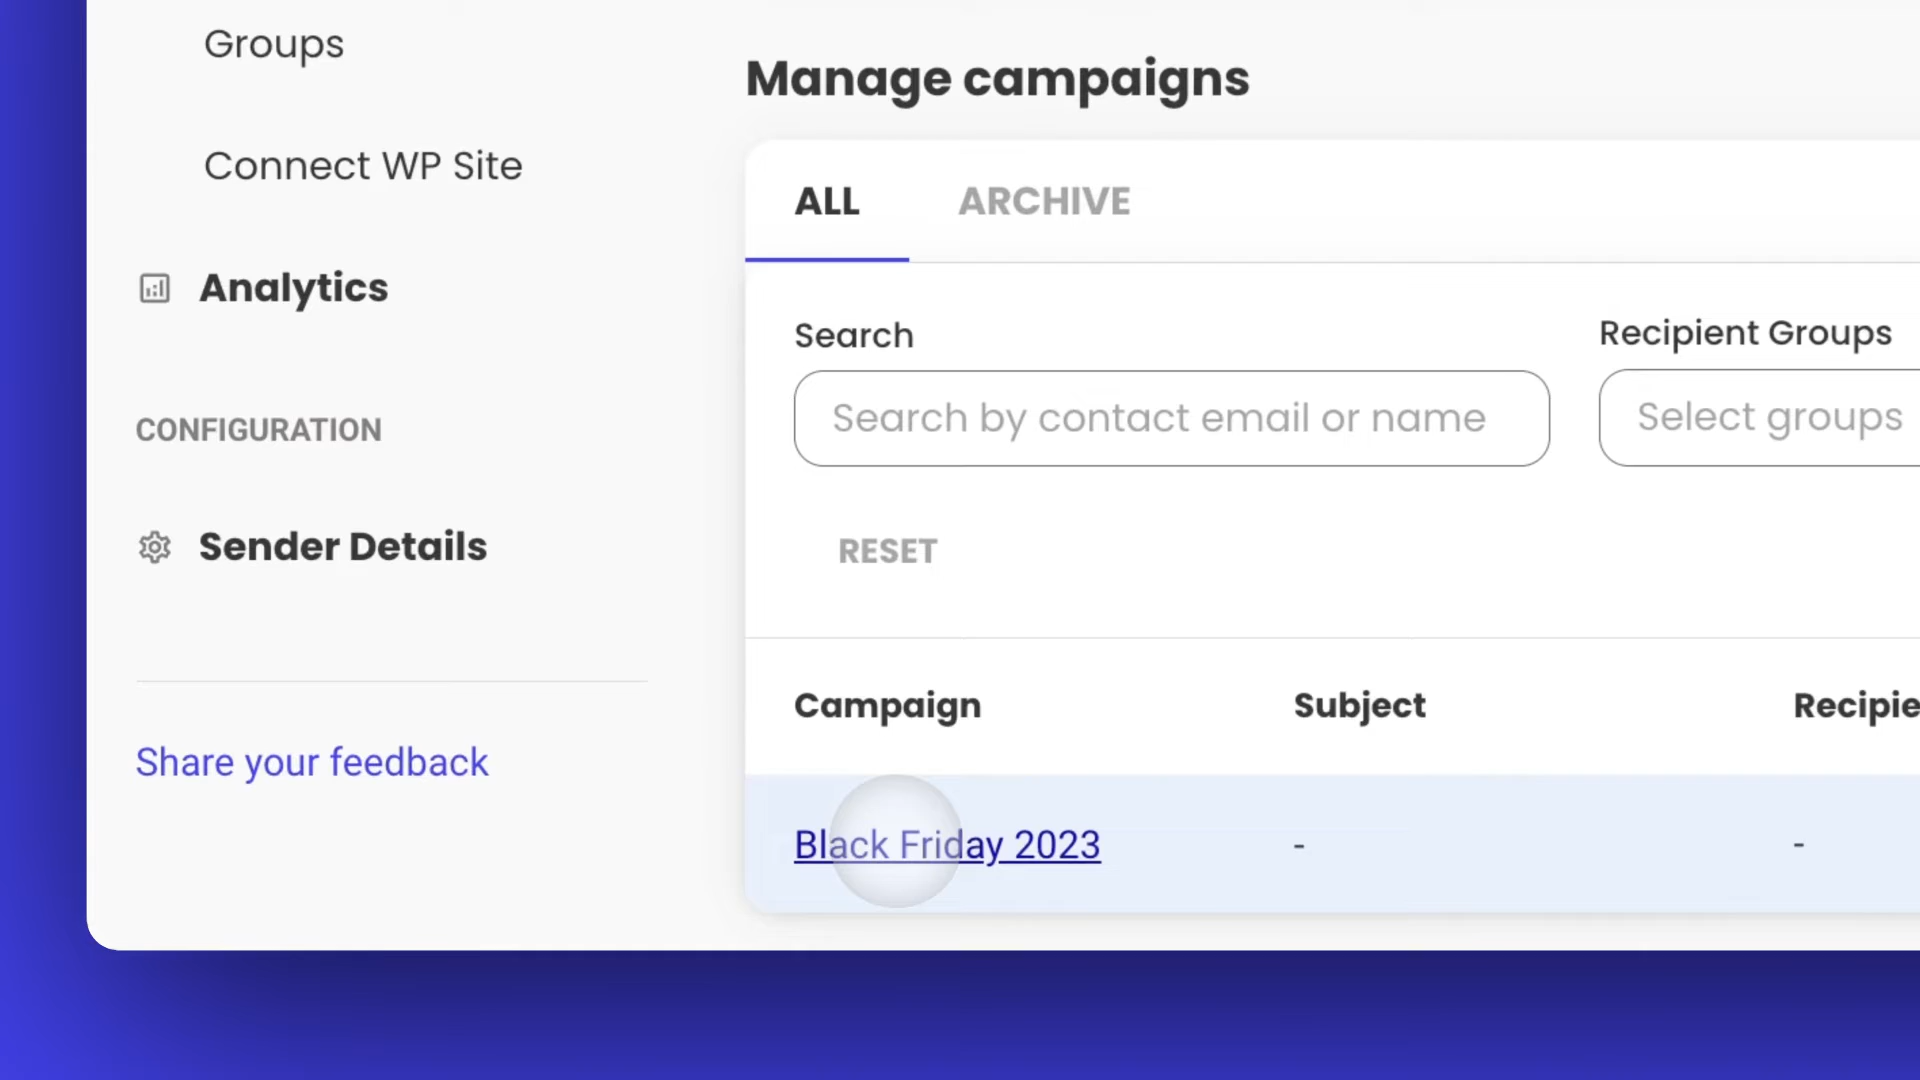 Groups
Connect WP Site
Analytics
CONFIGURATION
Sender Details
Share your feedback
Manage campaigns
ALL ARCHIVE
Search Recipient Groups
Search by contact email or name Select groups
RESET
Campaign Subject Recipie
Black Friday 2023 - -